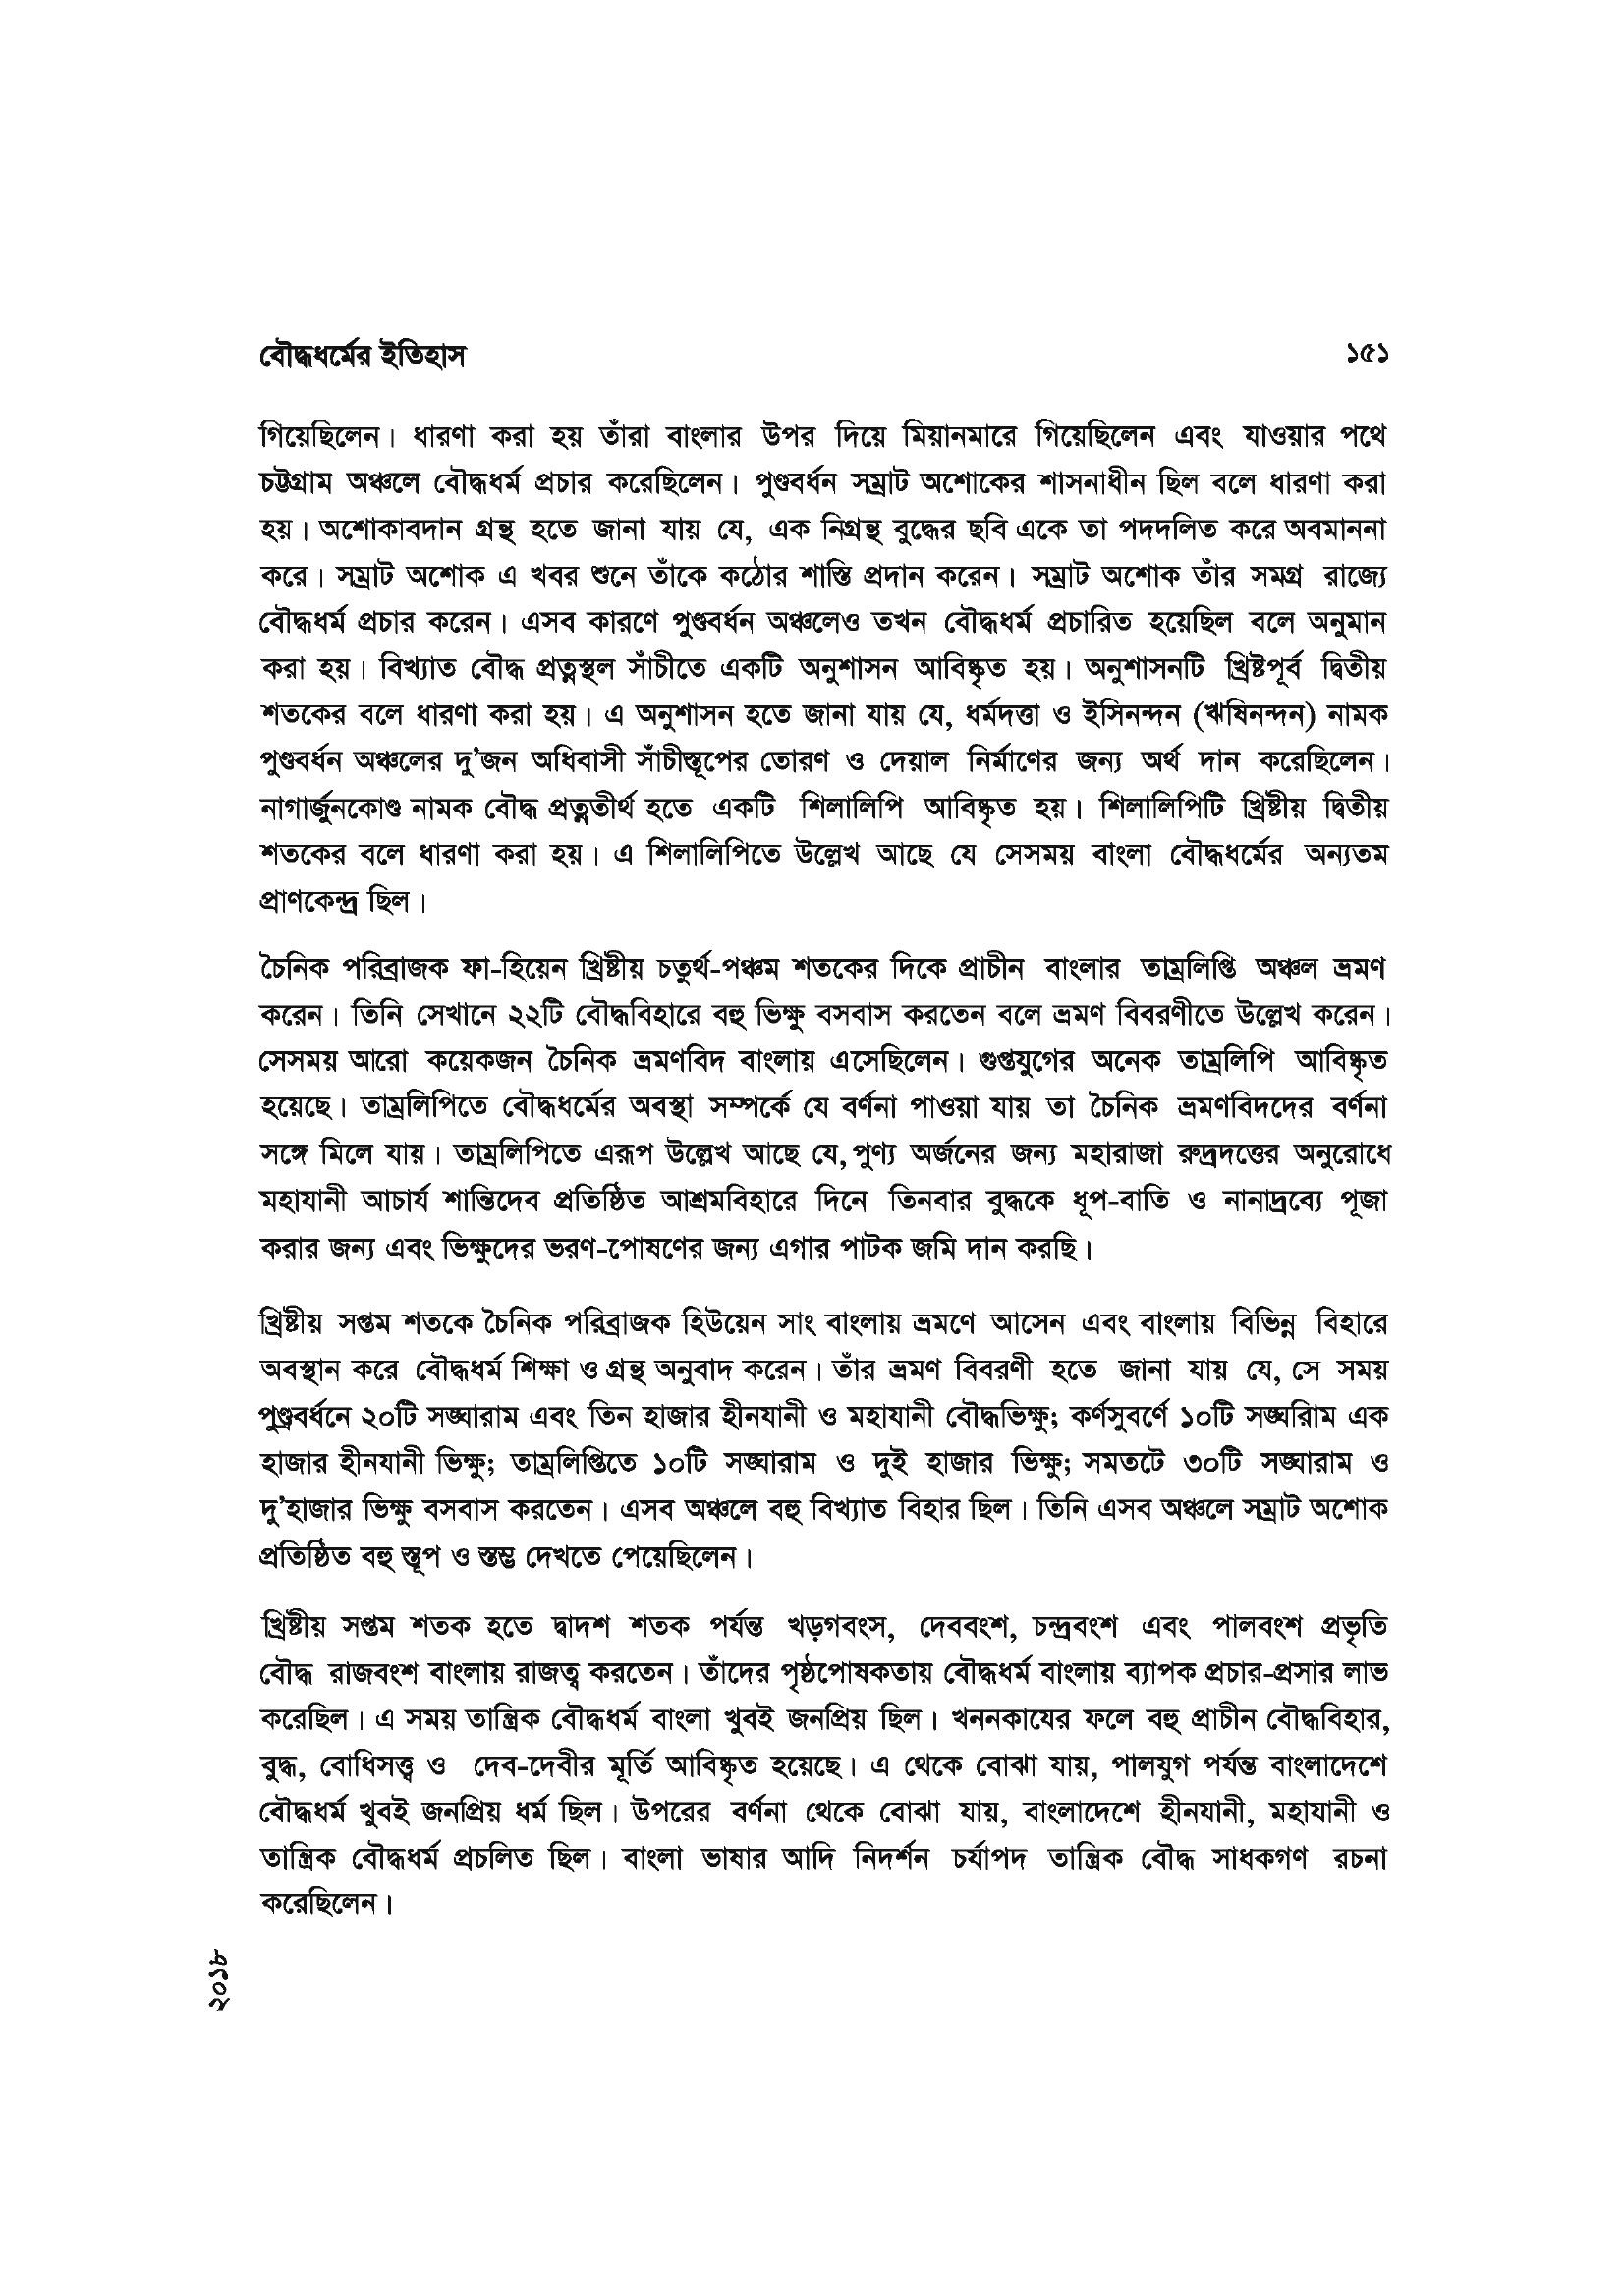 বৌদ্ধধর্মের ইতিহাস ১৫১
গিয়েছিলেন। ধারণা করা হয় তাঁরা বাংলার উপর দিয়ে মিয়ানমারে গিয়েছিলেন এবং যাওয়ার পথে
চট্টগ্রাম অঞ্চলে বৌদ্ধধর্ম প্রচার করেছিলেন। পুণ্ডবর্ধন সম্রাট অশোকের শাসনাধীন ছিল বলে ধারণা করা
হয়। অশোকাবদান গ্রন্থ হতে জানা যায় যে, এক নিগ্রন্থ বুদ্ধের ছবি একে তা পদদলিত করে অবমাননা
করে। সম্রাট অশোক এ খবর শুনে তাঁকে কঠোর শাস্তি প্রদান করেন। সম্রাট অশোক তাঁর সমগ্র রাজ্যে
বৌদ্ধধর্ম প্রচার করেন। এসব কারণে পুণ্ডবর্ধন অঞ্চলেও তখন বৌদ্ধধর্ম প্রচারিত হয়েছিল বলে অনুমান
করা হয়। বিখ্যাত বৌদ্ধ প্রত্নস্থল সাঁচীতে একটি অনুশাসন আবিষ্কৃত হয়। অনুশাসনটি খ্রিষ্টপূর্ব দ্বিতীয়
শতকের বলে ধারণা করা হয়। এ অনুশাসন হতে জানা যায় যে, ধর্মদত্তা ও ইসিনন্দন (ঋষিনন্দন) নামক
পুণ্ডবর্ধন অঞ্চলের দু’জন অধিবাসী সাঁচীস্তূপের তোরণ ও দেয়াল নির্মাণের জন্য অর্থ দান করেছিলেন।
নাগার্জুনকোণ্ড নামক বৌদ্ধ প্রত্নতীর্থ হতে একটি শিলালিপি আবিষ্কৃত হয়। শিলালিপিটি খ্রিষ্টীয় দ্বিতীয়
শতকের বলে ধারণা করা হয়। এ শিলালিপিতে উল্লেখ আছে যে সেসময় বাংলা বৌদ্ধধর্মের অন্যতম
প্রাণকেন্দ্র ছিল।
চৈনিক পরিব্রাজক ফা-হিয়েন খ্রিষ্টীয় চতুর্থ-পঞ্চম শতকের দিকে প্রাচীন বাংলার তাম্রলিপ্তি অঞ্চল ভ্রমণ
করেন। তিনি সেখানে ২২টি বৌদ্ধবিহারে বহু ভিক্ষু বসবাস করতেন বলে ভ্রমণ বিবরণীতে উল্লেখ করেন।
সেসময় আরো কয়েকজন চৈনিক ভ্রমণবিদ বাংলায় এসেছিলেন। গুপ্তযুগের অনেক তাম্রলিপি আবিষ্কৃত
হয়েছে। তাম্রলিপিতে বৌদ্ধধর্মের অবস্থা সম্পর্কে যে বর্ণনা পাওয়া যায় তা চৈনিক ভ্রমণবিদদের বর্ণনা
সঙ্গে মিলে যায়। তাম্রলিপিতে এরূপ উল্লেখ আছে যে, পুণ্য অর্জনের জন্য মহারাজা রুদ্রদত্তের অনুরোধে
মহাযানী আচার্য শান্তিদেব প্রতিষ্ঠিত আশ্রমবিহারে দিনে তিনবার বুদ্ধকে ধূপ-বাতি ও নানাদ্রব্যে পূজা
করার জন্য এবং ভিক্ষুদের ভরণ-পোষণের জন্য এগার পাটক জমি দান করছি।
খ্রিষ্টীয় সপ্তম শতকে চৈনিক পরিব্রাজক হিউয়েন সাং বাংলায় ভ্রমণে আসেন এবং বাংলায় বিভিন্ন বিহারে
অবস্থান করে বৌদ্ধধর্ম শিক্ষা ও গ্রন্থ অনুবাদ করেন। তাঁর ভ্রমণ বিবরণী হতে জানা যায় যে, সে সময়
পুণ্ড্রবর্ধনে ২০টি সঙ্ঘারাম এবং তিন হাজার হীনযানী ও মহাযানী বৌদ্ধভিক্ষু; কর্ণসুবর্ণে ১০টি সঙ্ঘারাম এক
হাজার হীনযানী ভিক্ষু; তাম্রলিপ্তিতে ১০টি সঙ্ঘারাম ও দুই হাজার ভিক্ষু; সমতটে ৩০টি সঙ্ঘারাম ও
দু’হাজার ভিক্ষু বসবাস করতেন। এসব অঞ্চলে বহু বিখ্যাত বিহার ছিল। তিনি এসব অঞ্চলে সম্রাট অশোক
প্রতিষ্ঠিত বহু স্তূপ ও স্তম্ভ দেখতে পেয়েছিলেন।
খ্রিষ্টীয় সপ্তম শতক হতে দ্বাদশ শতক পর্যন্ত খড়গবংস, দেববংশ, চন্দ্রবংশ এবং পালবংশ প্রভৃতি
বৌদ্ধ রাজবংশ বাংলায় রাজত্ব করতেন। তাঁদের পৃষ্ঠপোষকতায় বৌদ্ধধর্ম বাংলায় ব্যাপক প্রচার-প্রসার লাভ
করেছিল। এ সময় তান্ত্রিক বৌদ্ধধর্ম বাংলা খুবই জনপ্রিয় ছিল। খননকাযের ফলে বহু প্রাচীন বৌদ্ধবিহার,
বুদ্ধ, বোধিসত্ত্ব ও দেব-দেবীর মূর্তি আবিষ্কৃত হয়েছে। এ থেকে বোঝা যায়, পালযুগ পর্যন্ত বাংলাদেশে
বৌদ্ধধর্ম খুবই জনপ্রিয় ধর্ম ছিল। উপরের বর্ণনা থেকে বোঝা যায়, বাংলাদেশে হীনযানী, মহাযানী ও
তান্ত্রিক বৌদ্ধধর্ম প্রচলিত ছিল। বাংলা ভাষার আদি নিদর্শন চর্যাপদ তান্ত্রিক বৌদ্ধ সাধকগণ রচনা
করেছিলেন।
২০১৮